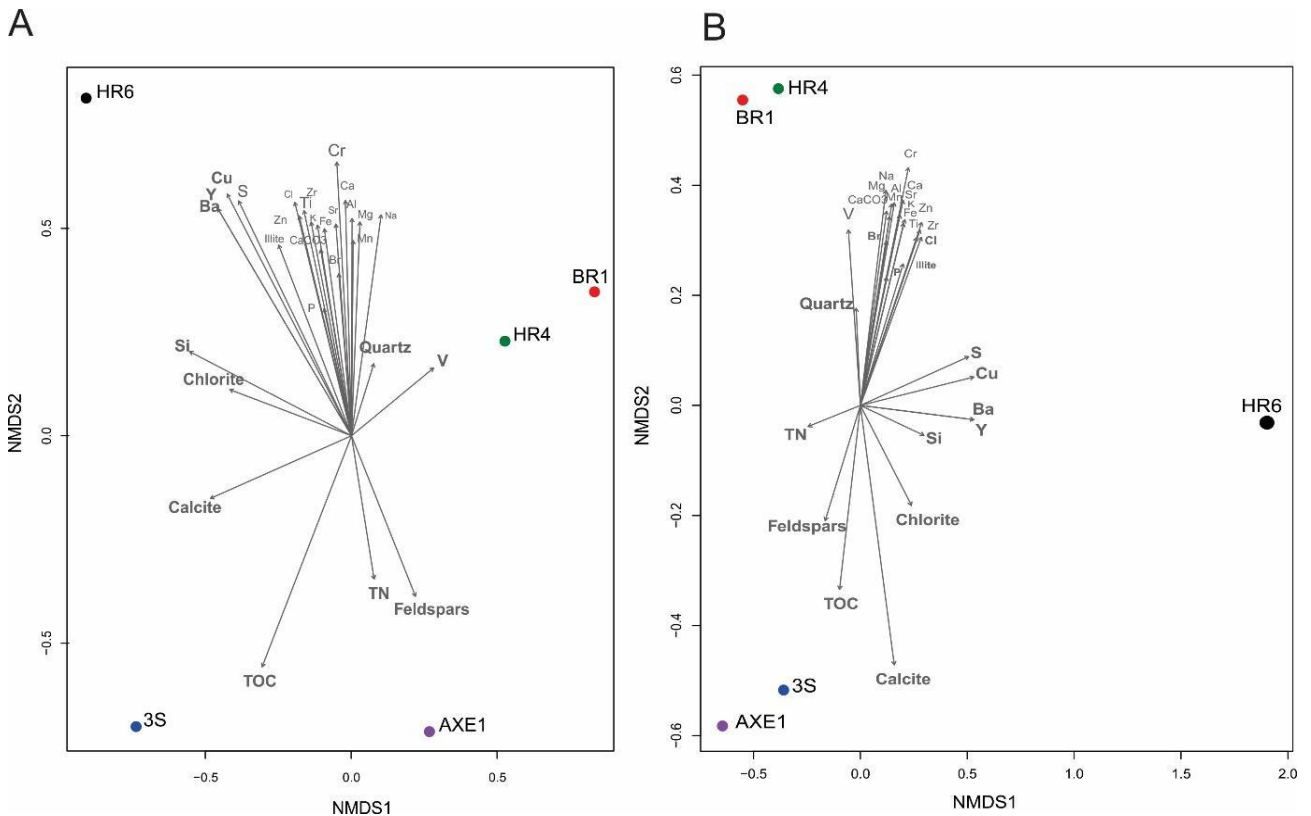 A
HR6
Cr
Cu
Y
Ba
S
Cl
Zr
Ti
Ca
Al
Sr
Mg
Na
Zn
K
Fe
Illite
CaCO3
Mn
Br
P
BR1
HR4
Quartz
V
Si
Chlorite
Calcite
TN
Feldspars
TOC
3S
AXE1
0.5
0.0
−0.5
NMDS2
−0.5
0.0
0.5
NMDS1
B
HR4
BR1
Cr
Na
Mg
Al
Ca
CaCO3
Mn
Sr
K
V
Fe
Zn
Br
Ti
Zr
Cl
P
Illite
Quartz
S
Cu
Ba
Y
Si
HR6
TN
Chlorite
Feldspars
TOC
Calcite
3S
AXE1
0.6
0.4
0.2
0.0
−0.2
−0.4
−0.6
NMDS2
−0.5
0.0
0.5
1.0
1.5
2.0
NMDS1